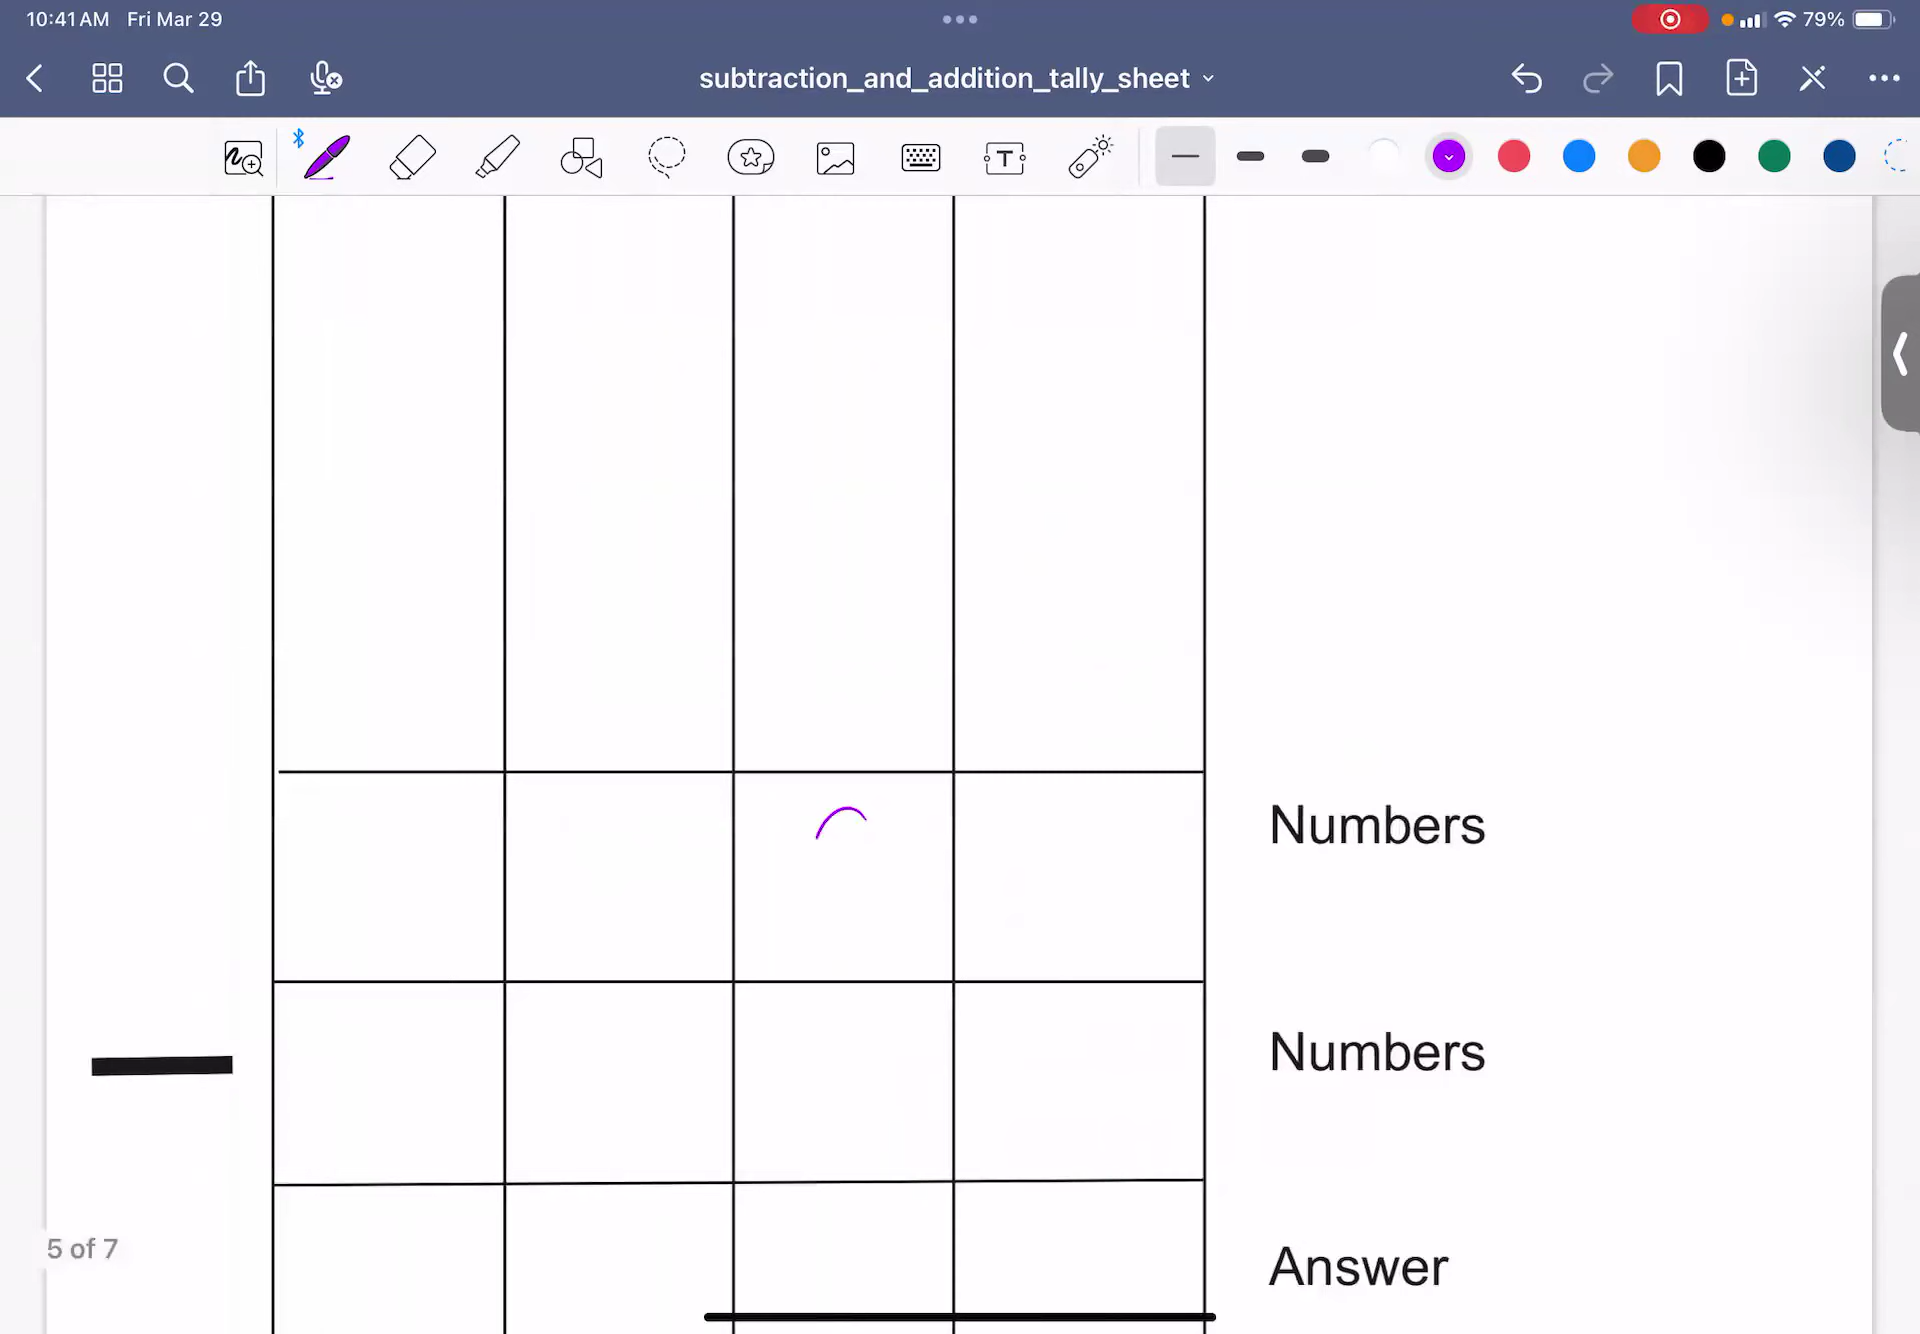 10:41 AM Fri Mar 29
79%
subtraction_and_addition_tally_sheet
T
Numbers
Numbers
5 of 7
Answer